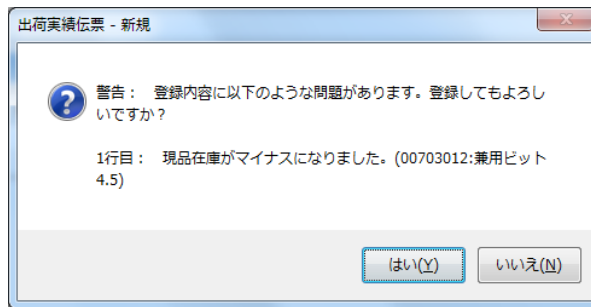 出荷実績伝票 - 新規
警告： 登録内容に以下のような問題があります。登録してもよろし
いですか？
1行目： 現品在庫がマイナスになりました。(00703012:兼用ビット
4.5)
はい(Y)
いいえ(N)